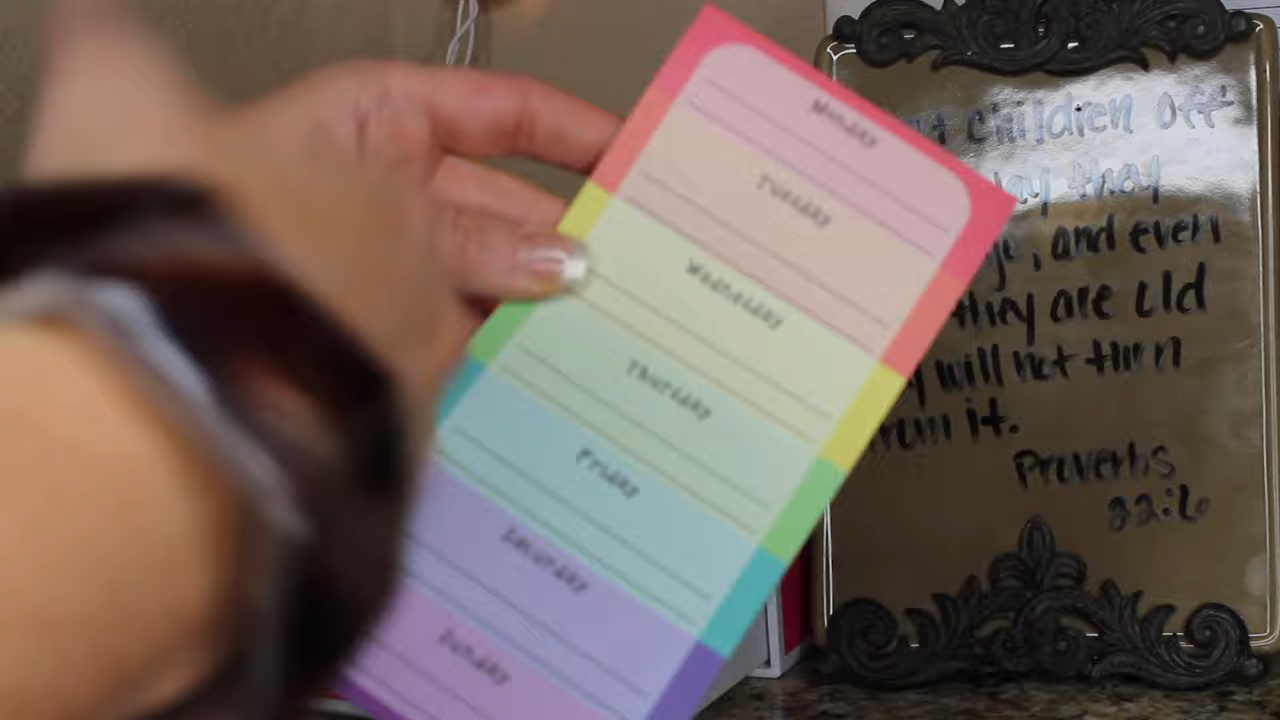 Monday
Tuesday
Wednesday
Thursday
Friday
Saturday
Sunday
children off
they
, and even
they are old
will not turn
from it.
Proverbs
22:6